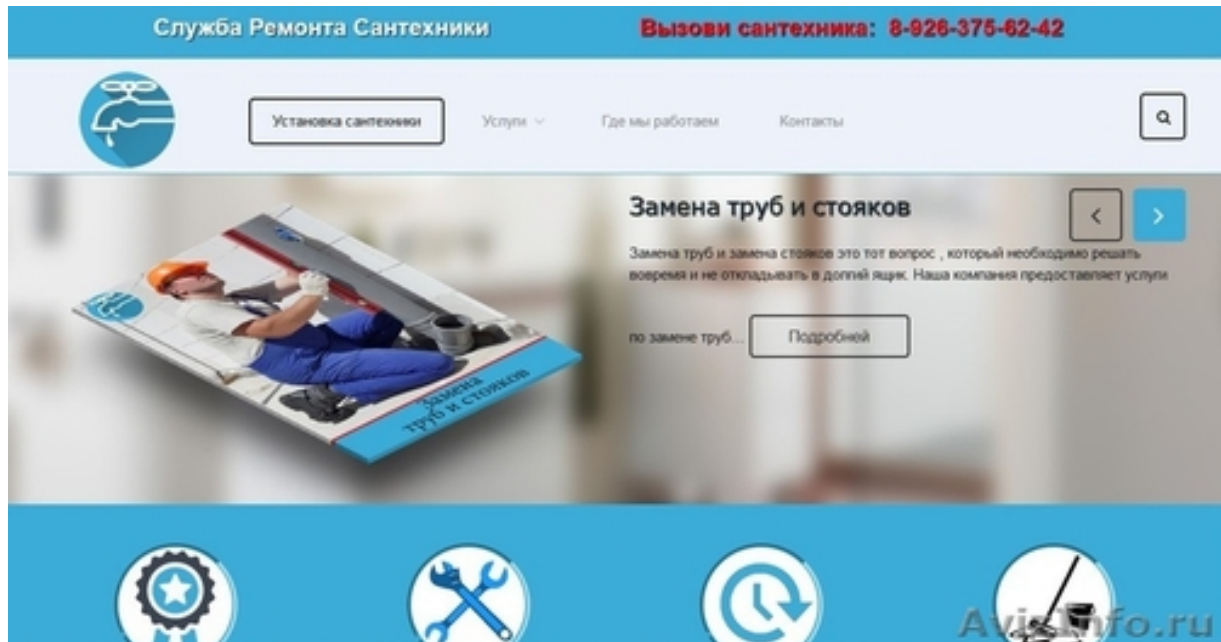 Служба Ремонта Сантехники
Вызови сантехника: 8-926-375-62-42
Установка сантехники
Услуги
Где мы работаем
Контакты
Замена труб и стояков
Замена труб и замена стояков это тот вопрос , который необходимо решать
вовремя и не откладывать в долгий ящик. Наша компания предоставляет услуги
по замене труб... Подробней
Замена
труб и стояков
AvisInfo.ru